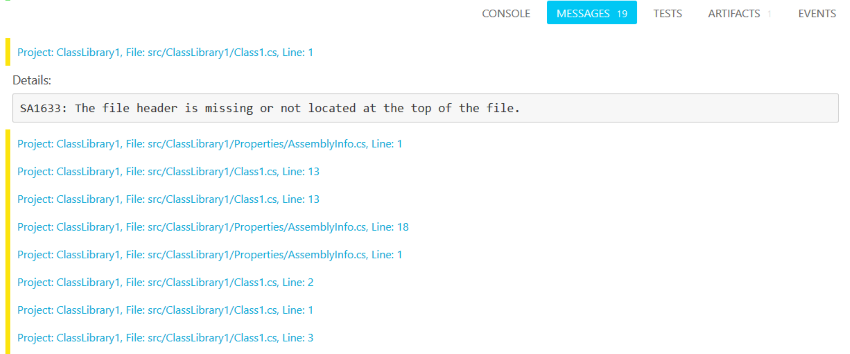 CONSOLE MESSAGES 19 TESTS ARTIFACTS 1 EVENTS
Project: ClassLibrary1, File: src/ClassLibrary1/Class1.cs, Line: 1
Details:
SA1633: The file header is missing or not located at the top of the file.
Project: ClassLibrary1, File: src/ClassLibrary1/Properties/AssemblyInfo.cs, Line: 1
Project: ClassLibrary1, File: src/ClassLibrary1/Class1.cs, Line: 13
Project: ClassLibrary1, File: src/ClassLibrary1/Class1.cs, Line: 13
Project: ClassLibrary1, File: src/ClassLibrary1/Properties/AssemblyInfo.cs, Line: 18
Project: ClassLibrary1, File: src/ClassLibrary1/Properties/AssemblyInfo.cs, Line: 1
Project: ClassLibrary1, File: src/ClassLibrary1/Class1.cs, Line: 2
Project: ClassLibrary1, File: src/ClassLibrary1/Class1.cs, Line: 1
Project: ClassLibrary1, File: src/ClassLibrary1/Class1.cs, Line: 3